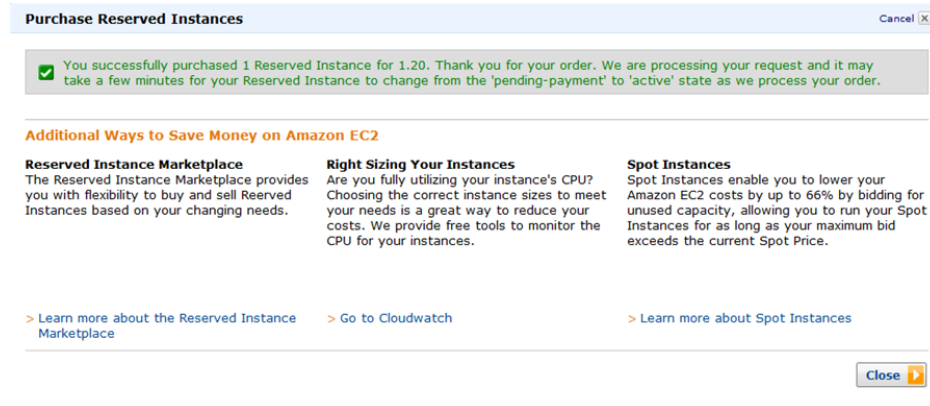 Purchase Reserved Instances
Cancel X
You successfully purchased 1 Reserved Instance for 1.20. Thank you for your order. We are processing your request and it may
take a few minutes for your Reserved Instance to change from the 'pending-payment' to 'active' state as we process your order.
Additional Ways to Save Money on Amazon EC2
Reserved Instance Marketplace
The Reserved Instance Marketplace provides
you with flexibility to buy and sell Reerved
Instances based on your changing needs.
> Learn more about the Reserved Instance
Marketplace
Right Sizing Your Instances
Are you fully utilizing your instance's CPU?
Choosing the correct instance sizes to meet
your needs is a great way to reduce your
costs. We provide free tools to monitor the
CPU for your instances.
> Go to Cloudwatch
Spot Instances
Spot Instances enable you to lower your
Amazon EC2 costs by up to 66% by bidding for
unused capacity, allowing you to run your Spot
Instances for as long as your maximum bid
exceeds the current Spot Price.
> Learn more about Spot Instances
Close